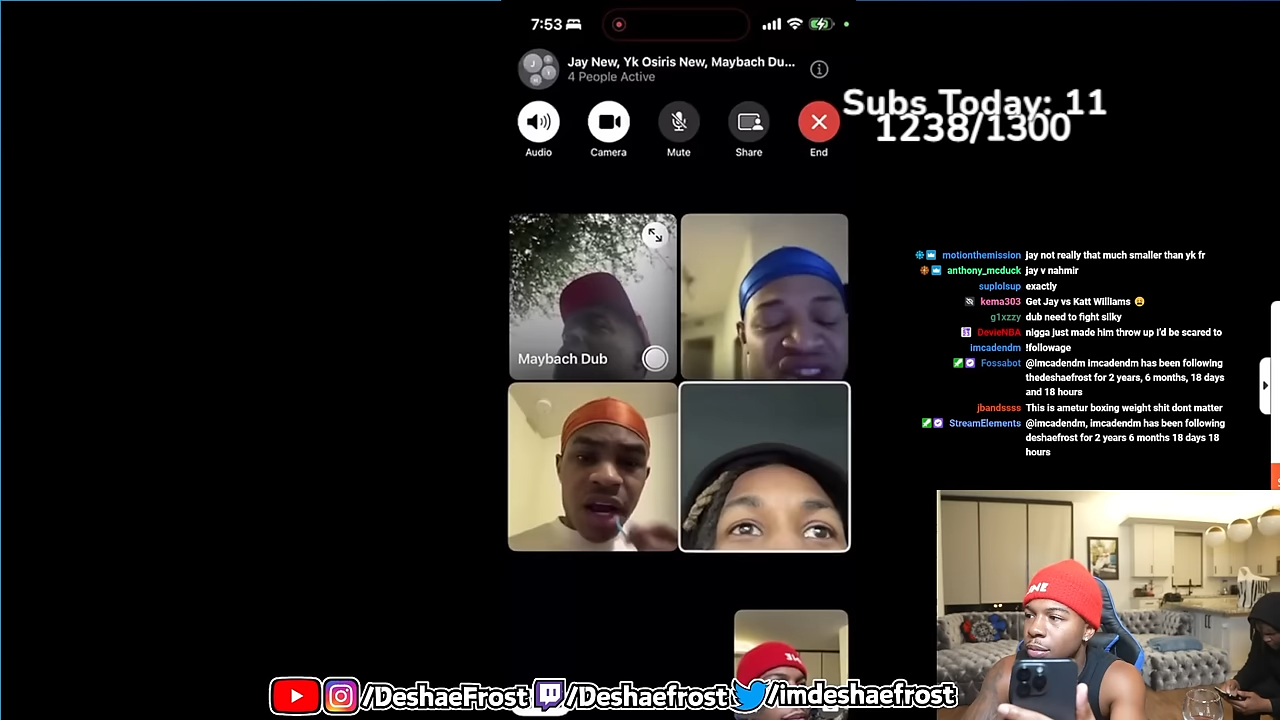 7:53
Jay New, Yk Osiris New, Maybach Du...
4 People Active
Audio
Camera
Mute
Share
End
Subs Today: 11
1238/1300
Maybach Dub
motionthemission jay not really that much smaller than yk fr
anthony_mcduck jay v nahmir
suplolsup exactly
kema303 Get Jay vs Katt Williams
g1xzzy dub need to fight silky
DevieNBA nigga just made him throw up I'd be scared to
imcadendm !followage
Fossabot @imcadendm imcadendm has been following
thedeshaefrost for 2 years, 6 months, 18 days
and 18 hours
jbandssss This is ametur boxing weight shit dont matter
StreamElements @imcadendm, imcadendm has been following
deshaefrost for 2 years 6 months 18 days 18
hours
/DeshaeFrost /Deshaefrost /imdeshaefrost